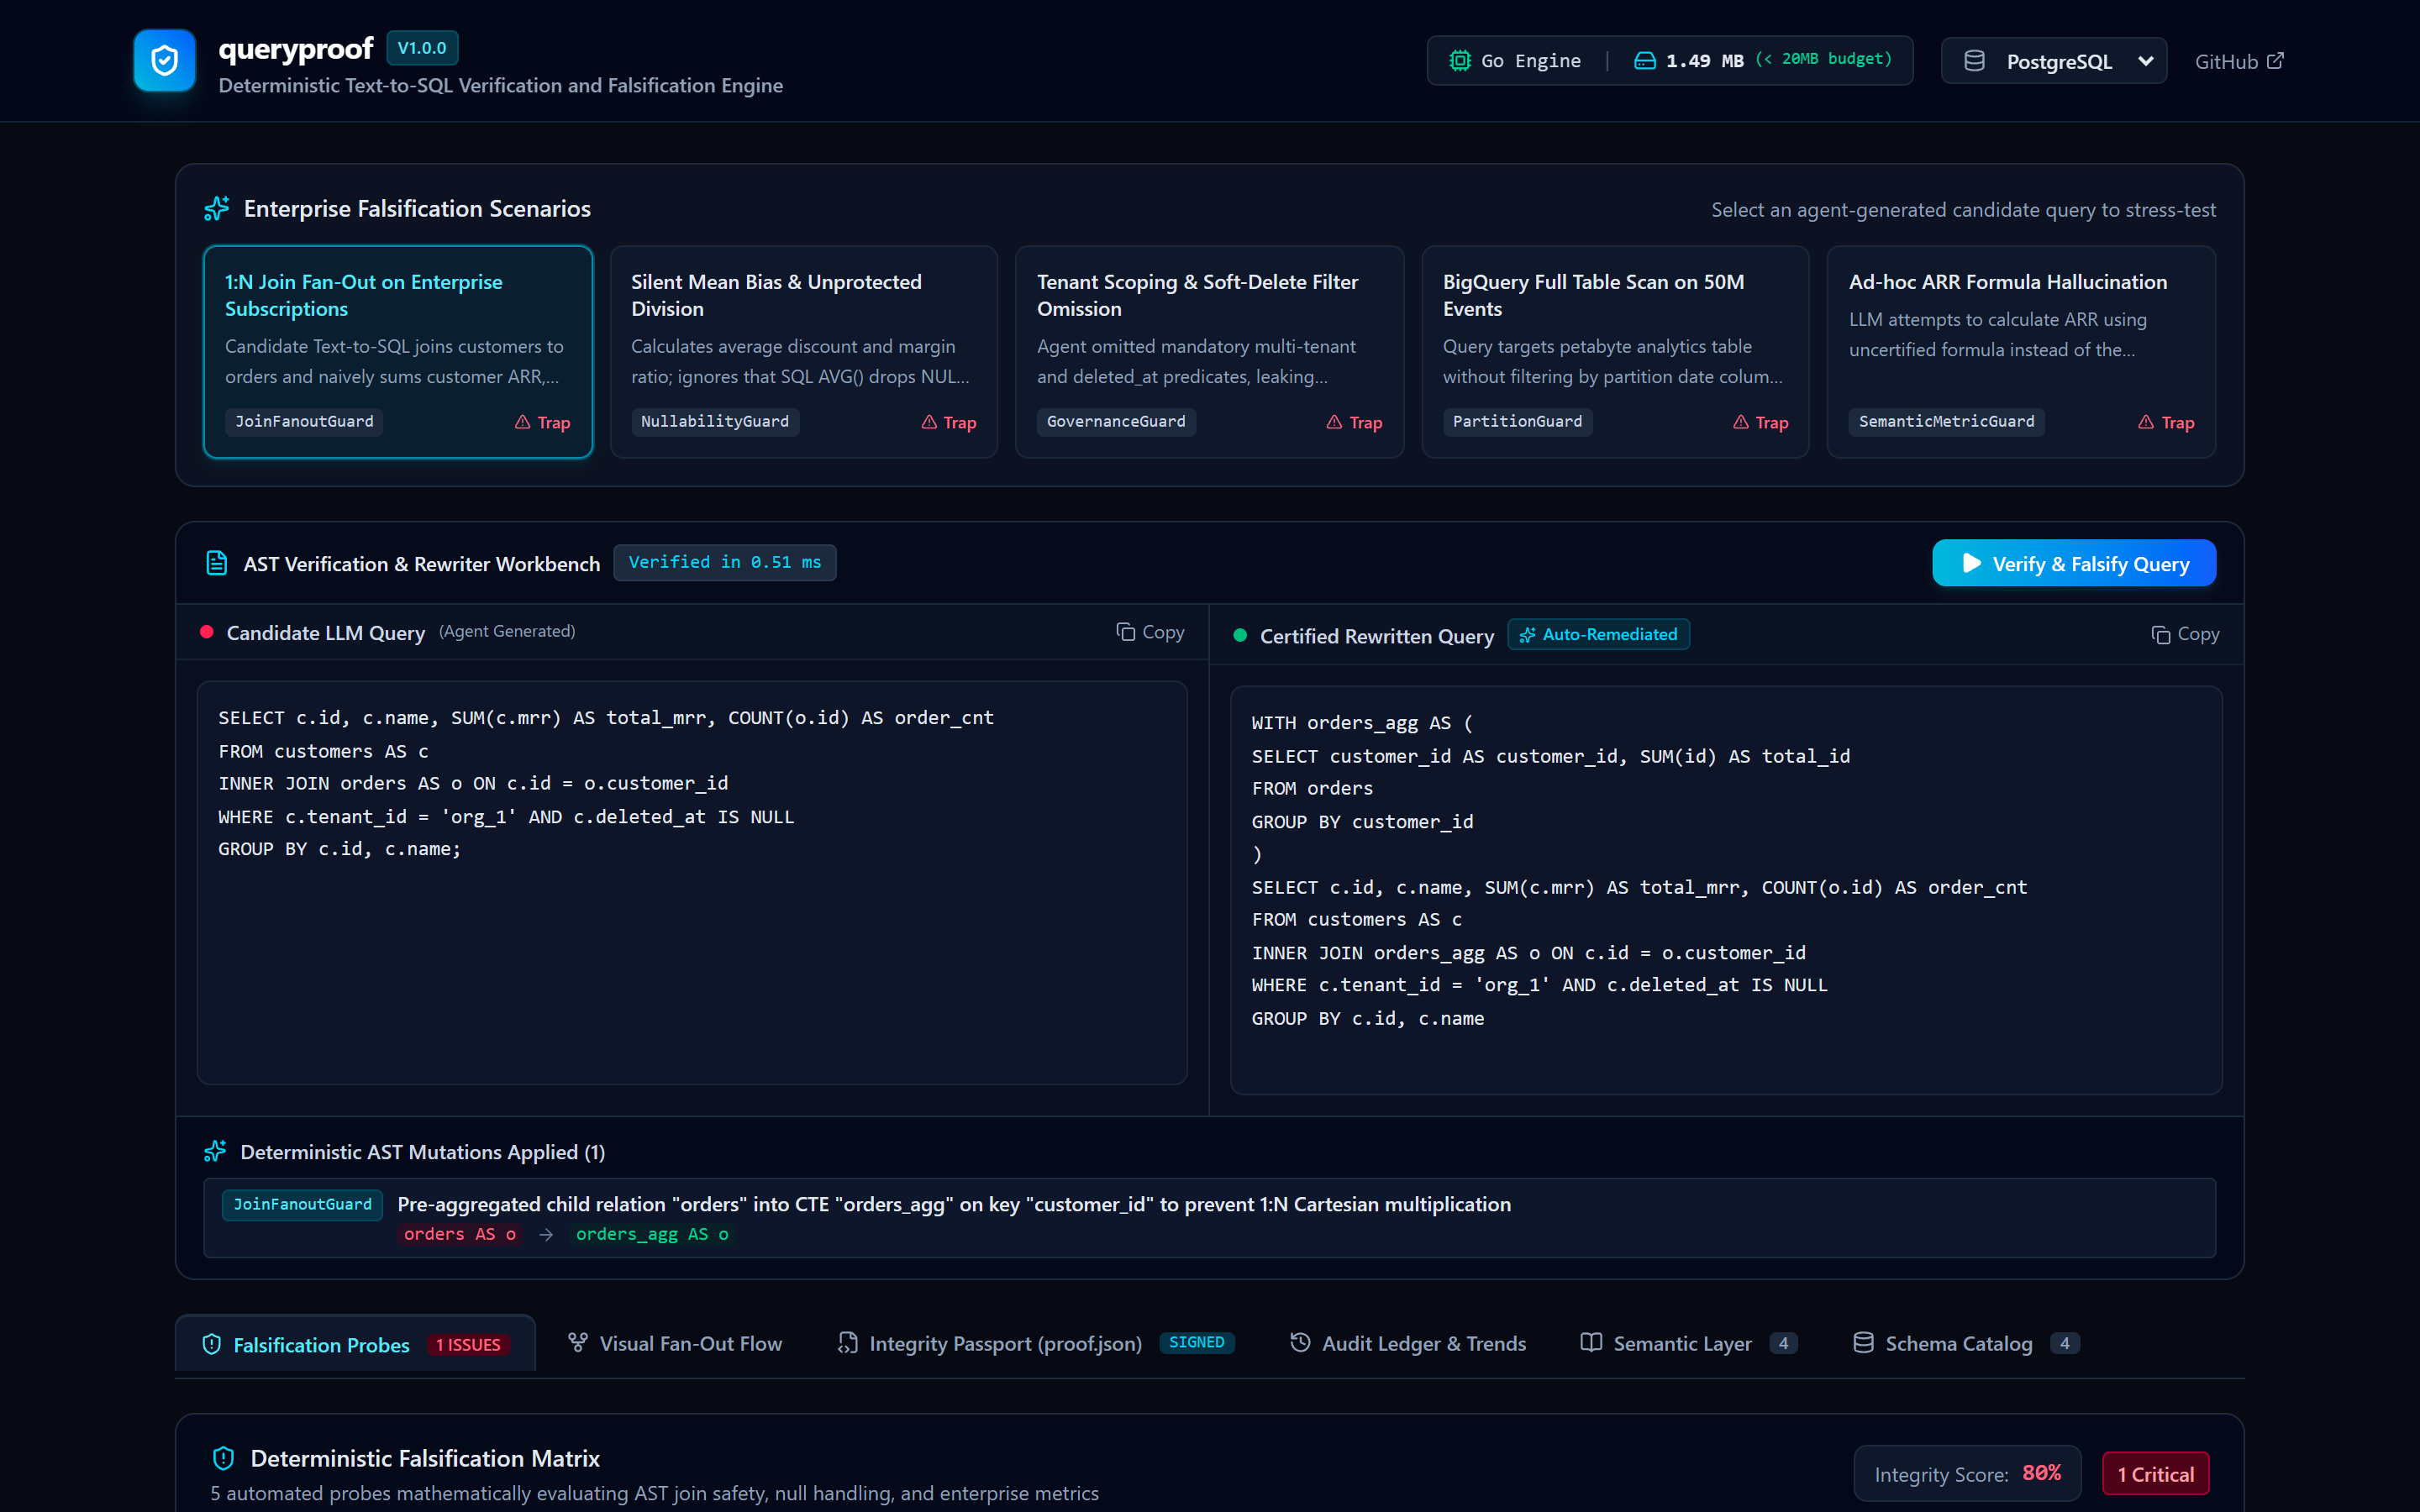 queryproof V1.0.0
Deterministic Text-to-SQL Verification and Falsification Engine
Go Engine | 1.49 MB (< 20MB budget)
PostgreSQL
GitHub
Enterprise Falsification Scenarios
Select an agent-generated candidate query to stress-test
1:N Join Fan-Out on Enterprise
Subscriptions
Candidate Text-to-SQL joins customers to
orders and naively sums customer ARR,...
JoinFanoutGuard
Trap
Silent Mean Bias & Unprotected
Division
Calculates average discount and margin
ratio; ignores that SQL AVG() drops NUL...
NullabilityGuard
Trap
Tenant Scoping & Soft-Delete Filter
Omission
Agent omitted mandatory multi-tenant
and deleted_at predicates, leaking...
GovernanceGuard
Trap
BigQuery Full Table Scan on 50M
Events
Query targets petabyte analytics table
without filtering by partition date colum...
PartitionGuard
Trap
Ad-hoc ARR Formula Hallucination
LLM attempts to calculate ARR using
uncertified formula instead of the...
SemanticMetricGuard
Trap
AST Verification & Rewriter Workbench
Verified in 0.51 ms
Verify & Falsify Query
Candidate LLM Query (Agent Generated)
Copy
SELECT c.id, c.name, SUM(c.mrr) AS total_mrr, COUNT(o.id) AS order_cnt
FROM customers AS c
INNER JOIN orders AS o ON c.id = o.customer_id
WHERE c.tenant_id = 'org_1' AND c.deleted_at IS NULL
GROUP BY c.id, c.name;
Certified Rewritten Query
Auto-Remediated
Copy
WITH orders_agg AS (
SELECT customer_id AS customer_id, SUM(id) AS total_id
FROM orders
GROUP BY customer_id
)
SELECT c.id, c.name, SUM(c.mrr) AS total_mrr, COUNT(o.id) AS order_cnt
FROM customers AS c
INNER JOIN orders_agg AS o ON c.id = o.customer_id
WHERE c.tenant_id = 'org_1' AND c.deleted_at IS NULL
GROUP BY c.id, c.name
Deterministic AST Mutations Applied (1)
JoinFanoutGuard Pre-aggregated child relation "orders" into CTE "orders_agg" on key "customer_id" to prevent 1:N Cartesian multiplication
orders AS o → orders_agg AS o
Falsification Probes 1 ISSUES
Visual Fan-Out Flow
Integrity Passport (proof.json) SIGNED
Audit Ledger & Trends
Semantic Layer 4
Schema Catalog 4
Deterministic Falsification Matrix
5 automated probes mathematically evaluating AST join safety, null handling, and enterprise metrics
Integrity Score: 80%
1 Critical